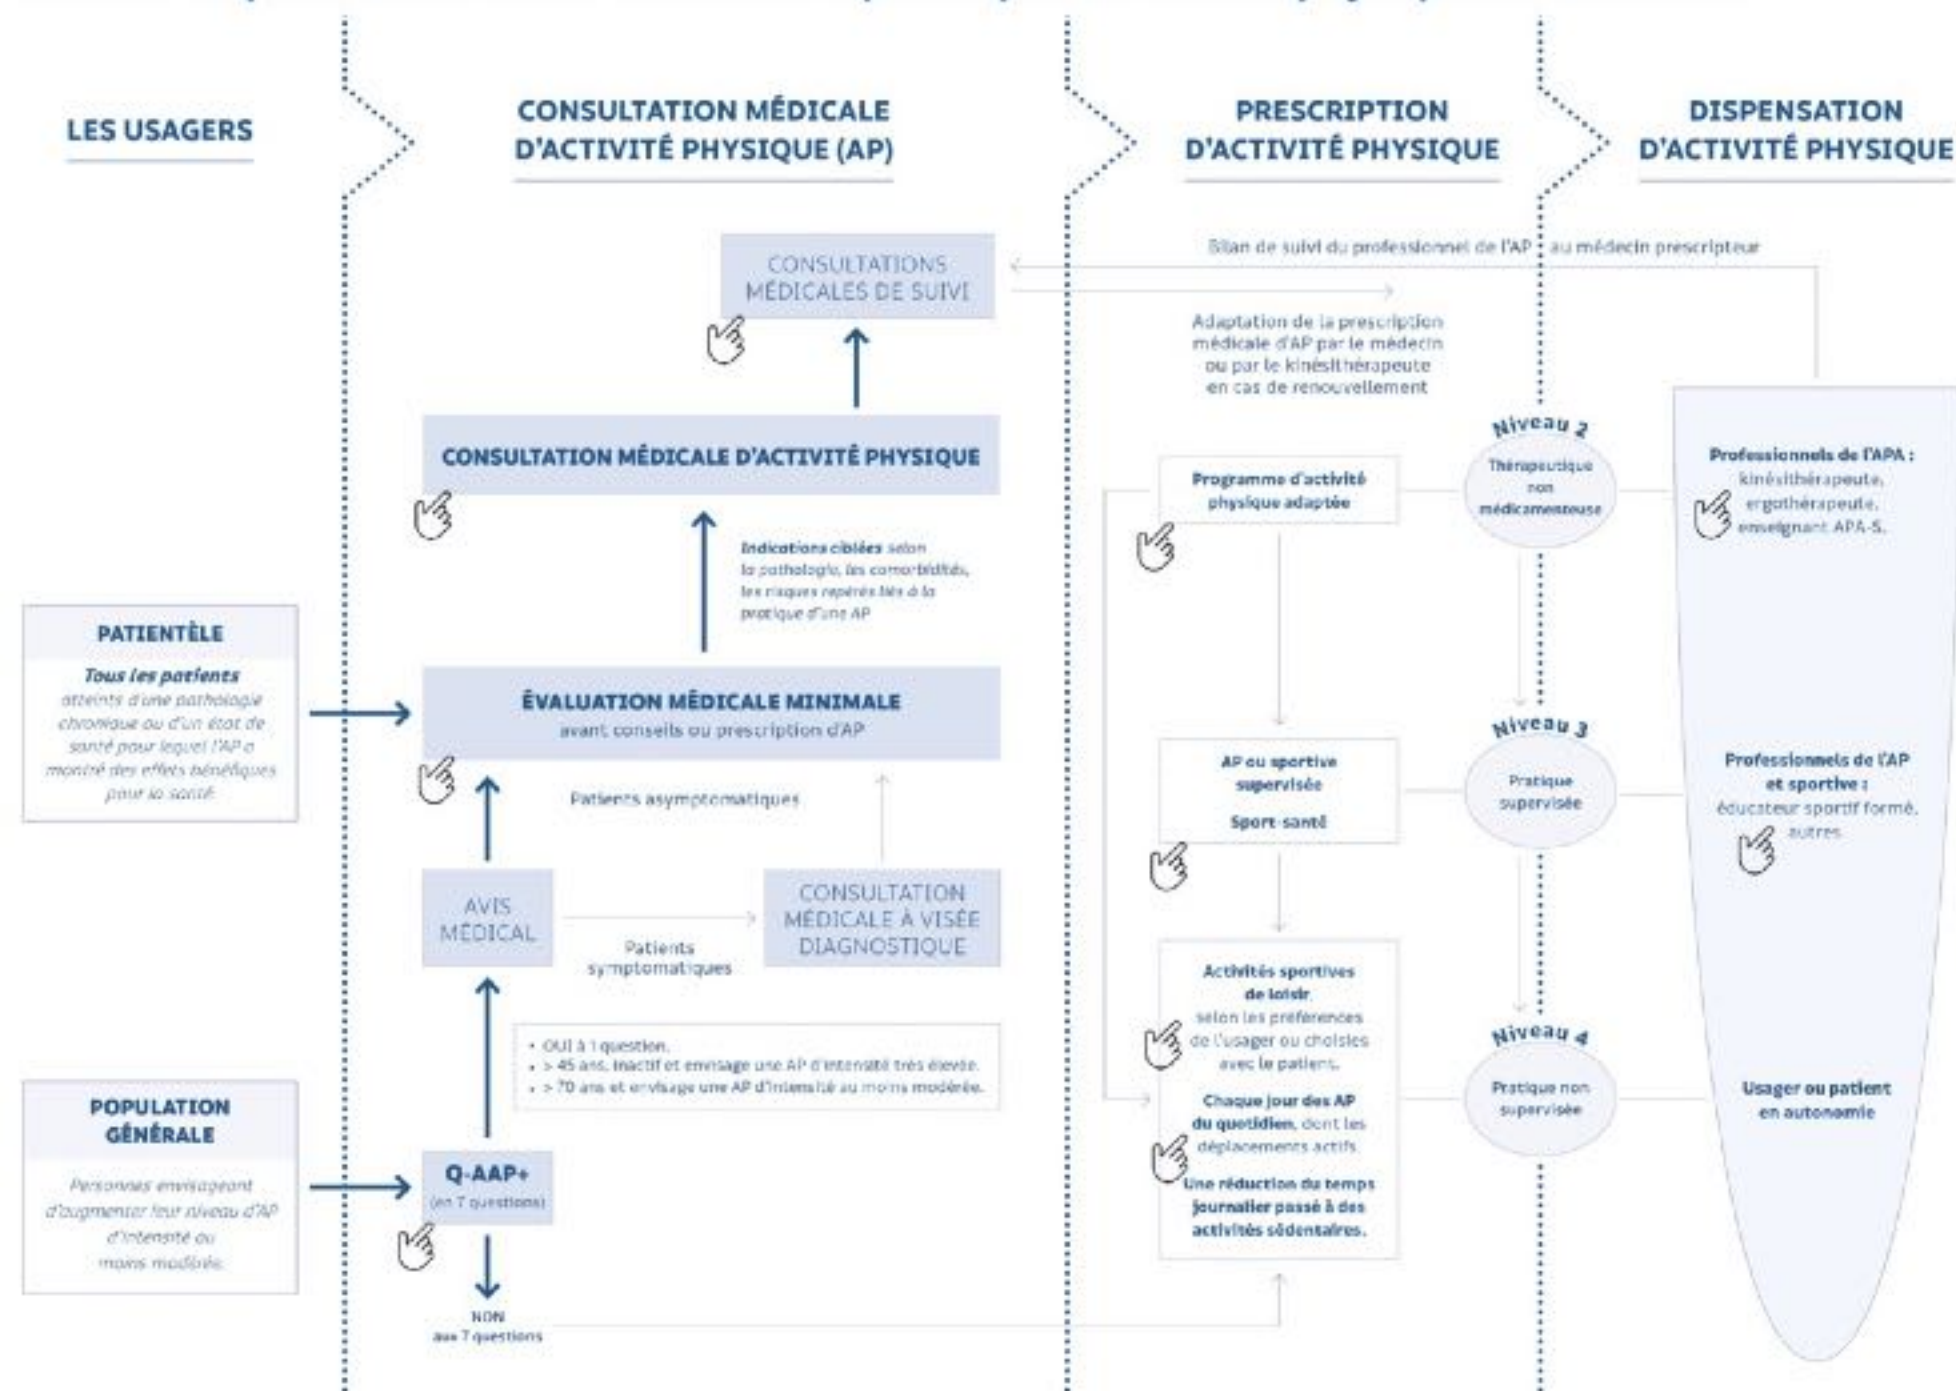 LES USAGERS
CONSULTATION MÉDICALE
D'ACTIVITÉ PHYSIQUE (AP)
PRESCRIPTION
D'ACTIVITÉ PHYSIQUE
DISPENSATION
D'ACTIVITÉ PHYSIQUE
CONSULTATIONS
MÉDICALES DE SUIVI
Bilan de suivi du professionnel de l'AP au médecin prescripteur
Adaptation de la prescription
médicale d'AP par le médecin
ou par le kinésithérapeute
en cas de renouvellement
CONSULTATION MÉDICALE D'ACTIVITÉ PHYSIQUE
Indications ciblées selon
la pathologie, les comorbidités,
les risques repérés liés à la
pratique d'une AP
PATIENTÈLE
Tous les patients
atteints d'une pathologie
chronique ou d'un état de
santé pour lequel l'AP a
montré des effets bénéfiques
pour la santé.
ÉVALUATION MÉDICALE MINIMALE
avant conseils ou prescription d'AP
Patients asymptomatiques
AVIS
MÉDICAL
Patients
symptomatiques
CONSULTATION
MÉDICALE À VISÉE
DIAGNOSTIQUE
• OUI à 1 question.
• > 45 ans, inactif et envisage une AP d'intensité très élevée.
• > 70 ans et envisage une AP d'intensité au moins modérée.
POPULATION
GÉNÉRALE
Personnes envisageant
d'augmenter leur niveau d'AP
d'intensité au
moins modérée.
Q-AAP+
(en 7 questions)
NON
aux 7 questions
Programme d'activité
physique adaptée
Niveau 2
Thérapeutique
non
médicamenteuse
Professionnels de l'APA :
kinésithérapeute,
ergothérapeute,
enseignant APA-S.
AP ou sportive
supervisée
Sport-santé
Niveau 3
Pratique
supervisée
Professionnels de l'AP
et sportive :
éducateur sportif formé,
autres
Activités sportives
de loisir,
selon les préférences
de l'usager ou choisies
avec le patient.
Chaque jour des AP
du quotidien, dont les
déplacements actifs.
Une réduction du temps
journalier passé à des
activités sédentaires.
Niveau 4
Pratique non
supervisée
Usager ou patient
en autonomie